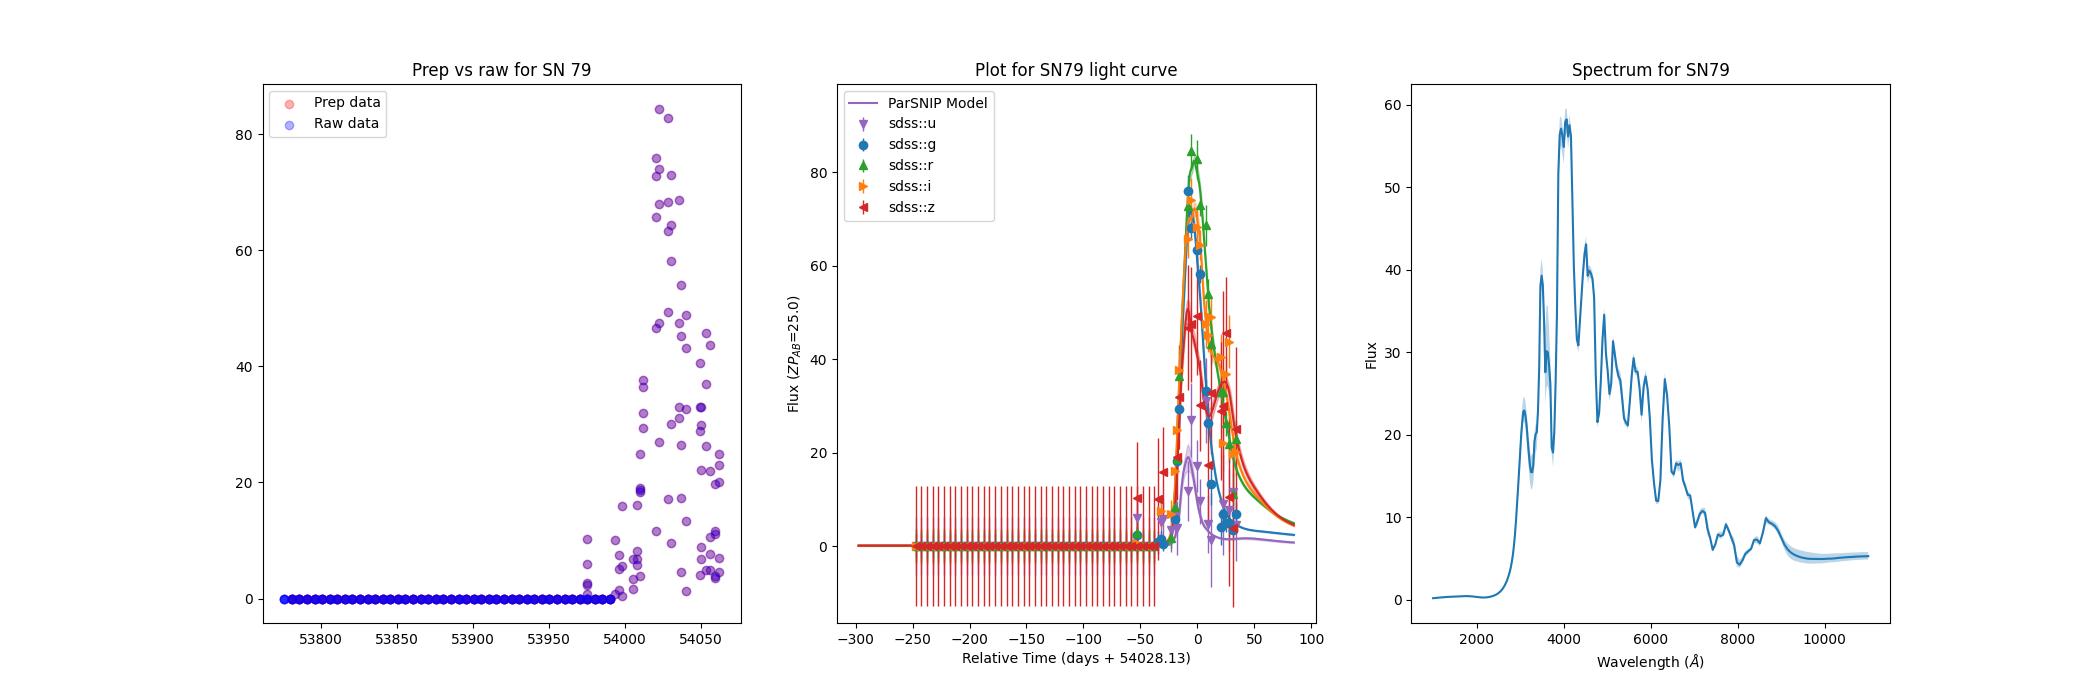 Prep vs raw for SN 79
Prep data
Raw data
80
60
40
20
0
53800 53850 53900 53950 54000 54050
Plot for SN79 light curve
ParSNIP Model
sdss::u
sdss::g
sdss::r
sdss::i
sdss::z
Flux (ZP_AB=25.0)
80
60
40
20
0
−300 −250 −200 −150 −100 −50 0 50 100
Relative Time (days + 54028.13)
Spectrum for SN79
Flux
60
50
40
30
20
10
0
2000 4000 6000 8000 10000
Wavelength (Å)